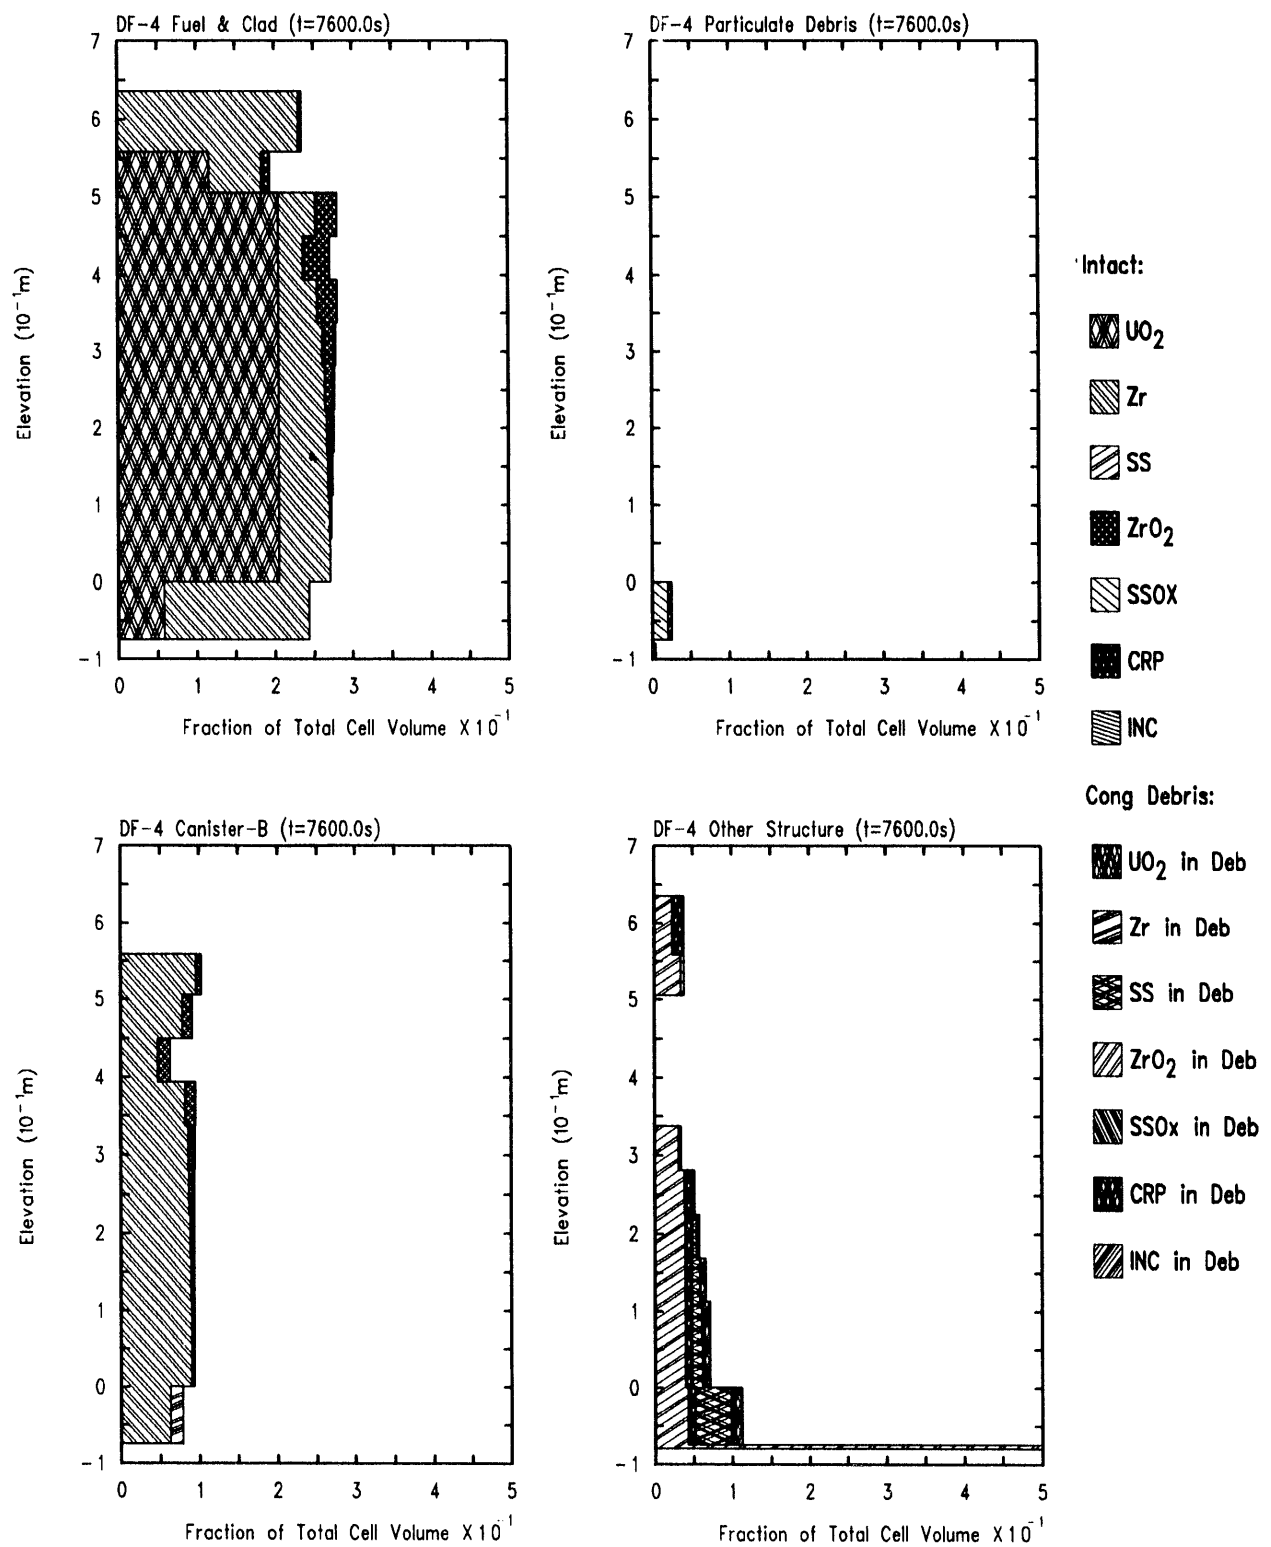 DF-4 Fuel & Clad (t=7600.0s)
7
6
5
4
3
2
1
0
-1
Elevation (10⁻¹m)
0 1 2 3 4 5
Fraction of Total Cell Volume X10⁻¹
DF-4 Particulate Debris (t=7600.0s)
7
6
5
4
3
2
1
0
-1
Elevation (10⁻¹m)
0 1 2 3 4 5
Fraction of Total Cell Volume X10⁻¹
DF-4 Canister-B (t=7600.0s)
7
6
5
4
3
2
1
0
-1
Elevation (10⁻¹m)
0 1 2 3 4 5
Fraction of Total Cell Volume X10⁻¹
DF-4 Other Structure (t=7600.0s)
7
6
5
4
3
2
1
0
-1
Elevation (10⁻¹m)
0 1 2 3 4 5
Fraction of Total Cell Volume X10⁻¹
Intact:
UO₂
Zr
SS
ZrO₂
SSOX
CRP
INC
Cong Debris:
UO₂ in Deb
Zr in Deb
SS in Deb
ZrO₂ in Deb
SSOx in Deb
CRP in Deb
INC in Deb